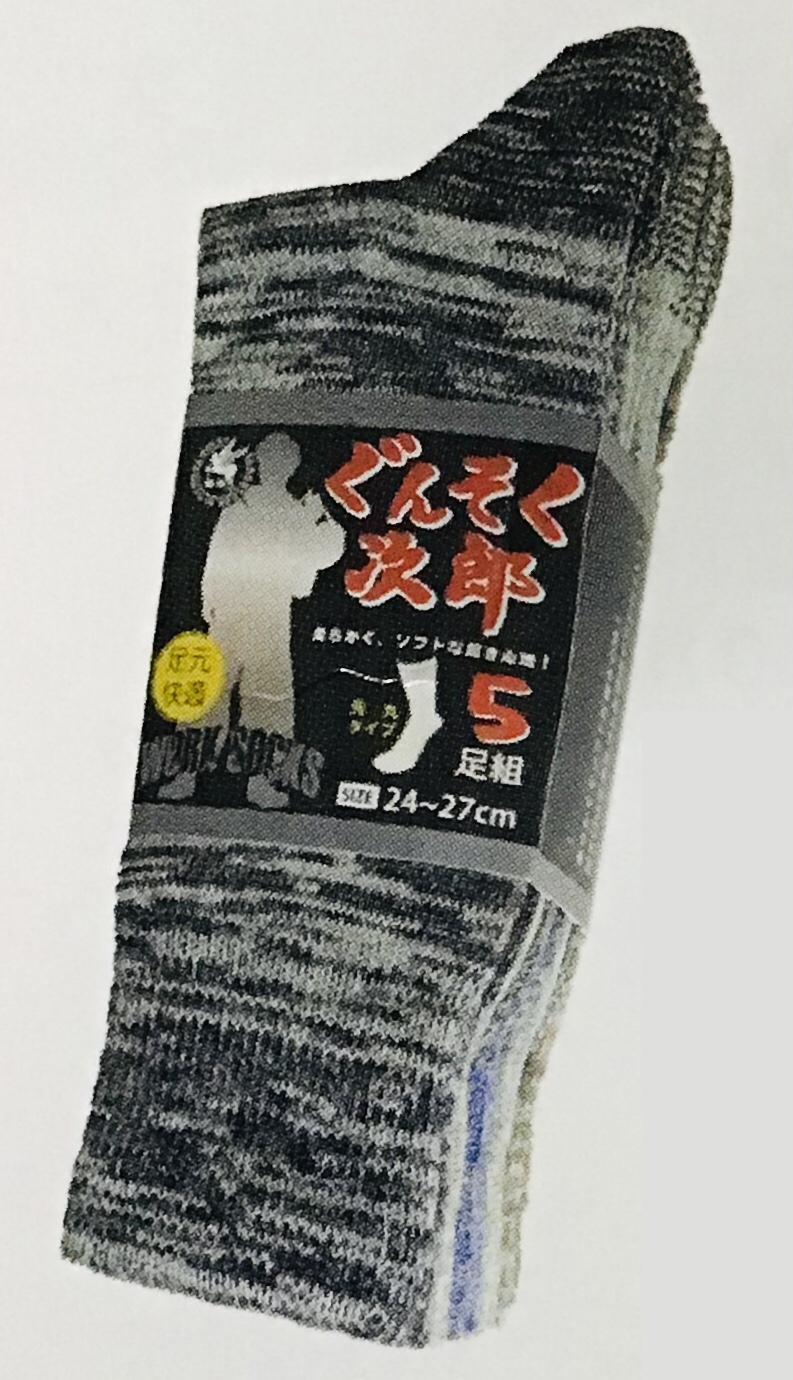 ぐんそく
次郎
柔らかく、ソフトな履き心地！
足元
快適
先丸
タイプ
5
足組
WORK/SOCKS
SIZE 24~27cm